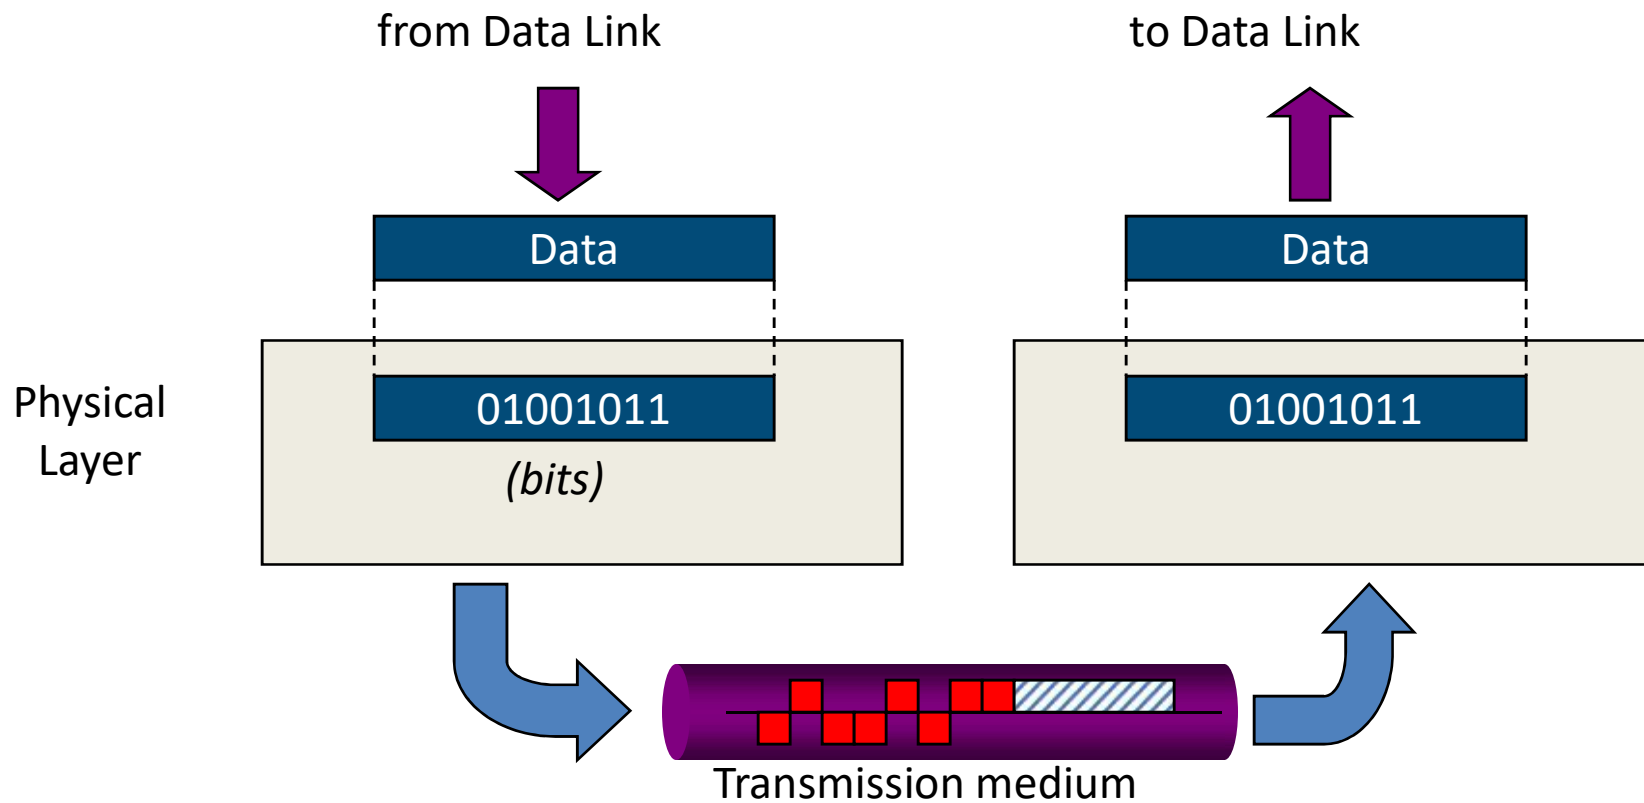 from Data Link
to Data Link
Data
Data
Physical
Layer
01001011
01001011
(bits)
Transmission medium